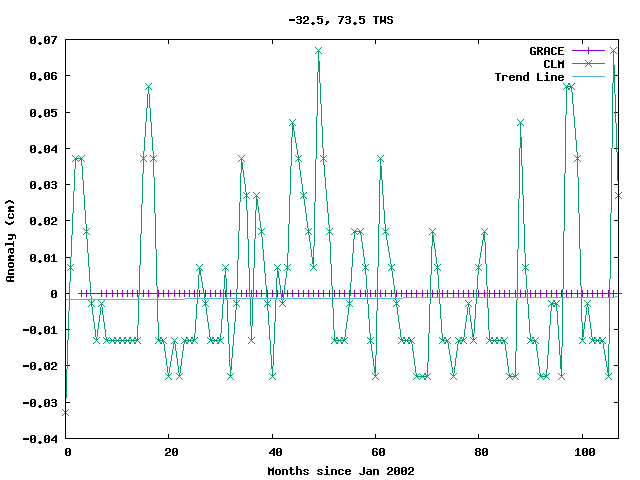 -32.5, 73.5 TWS
0.07
0.06
0.05
0.04
0.03
0.02
0.01
0
-0.01
-0.02
-0.03
-0.04
Anomaly (cm)
GRACE
CLM
Trend Line
0 20 40 60 80 100
Months since Jan 2002